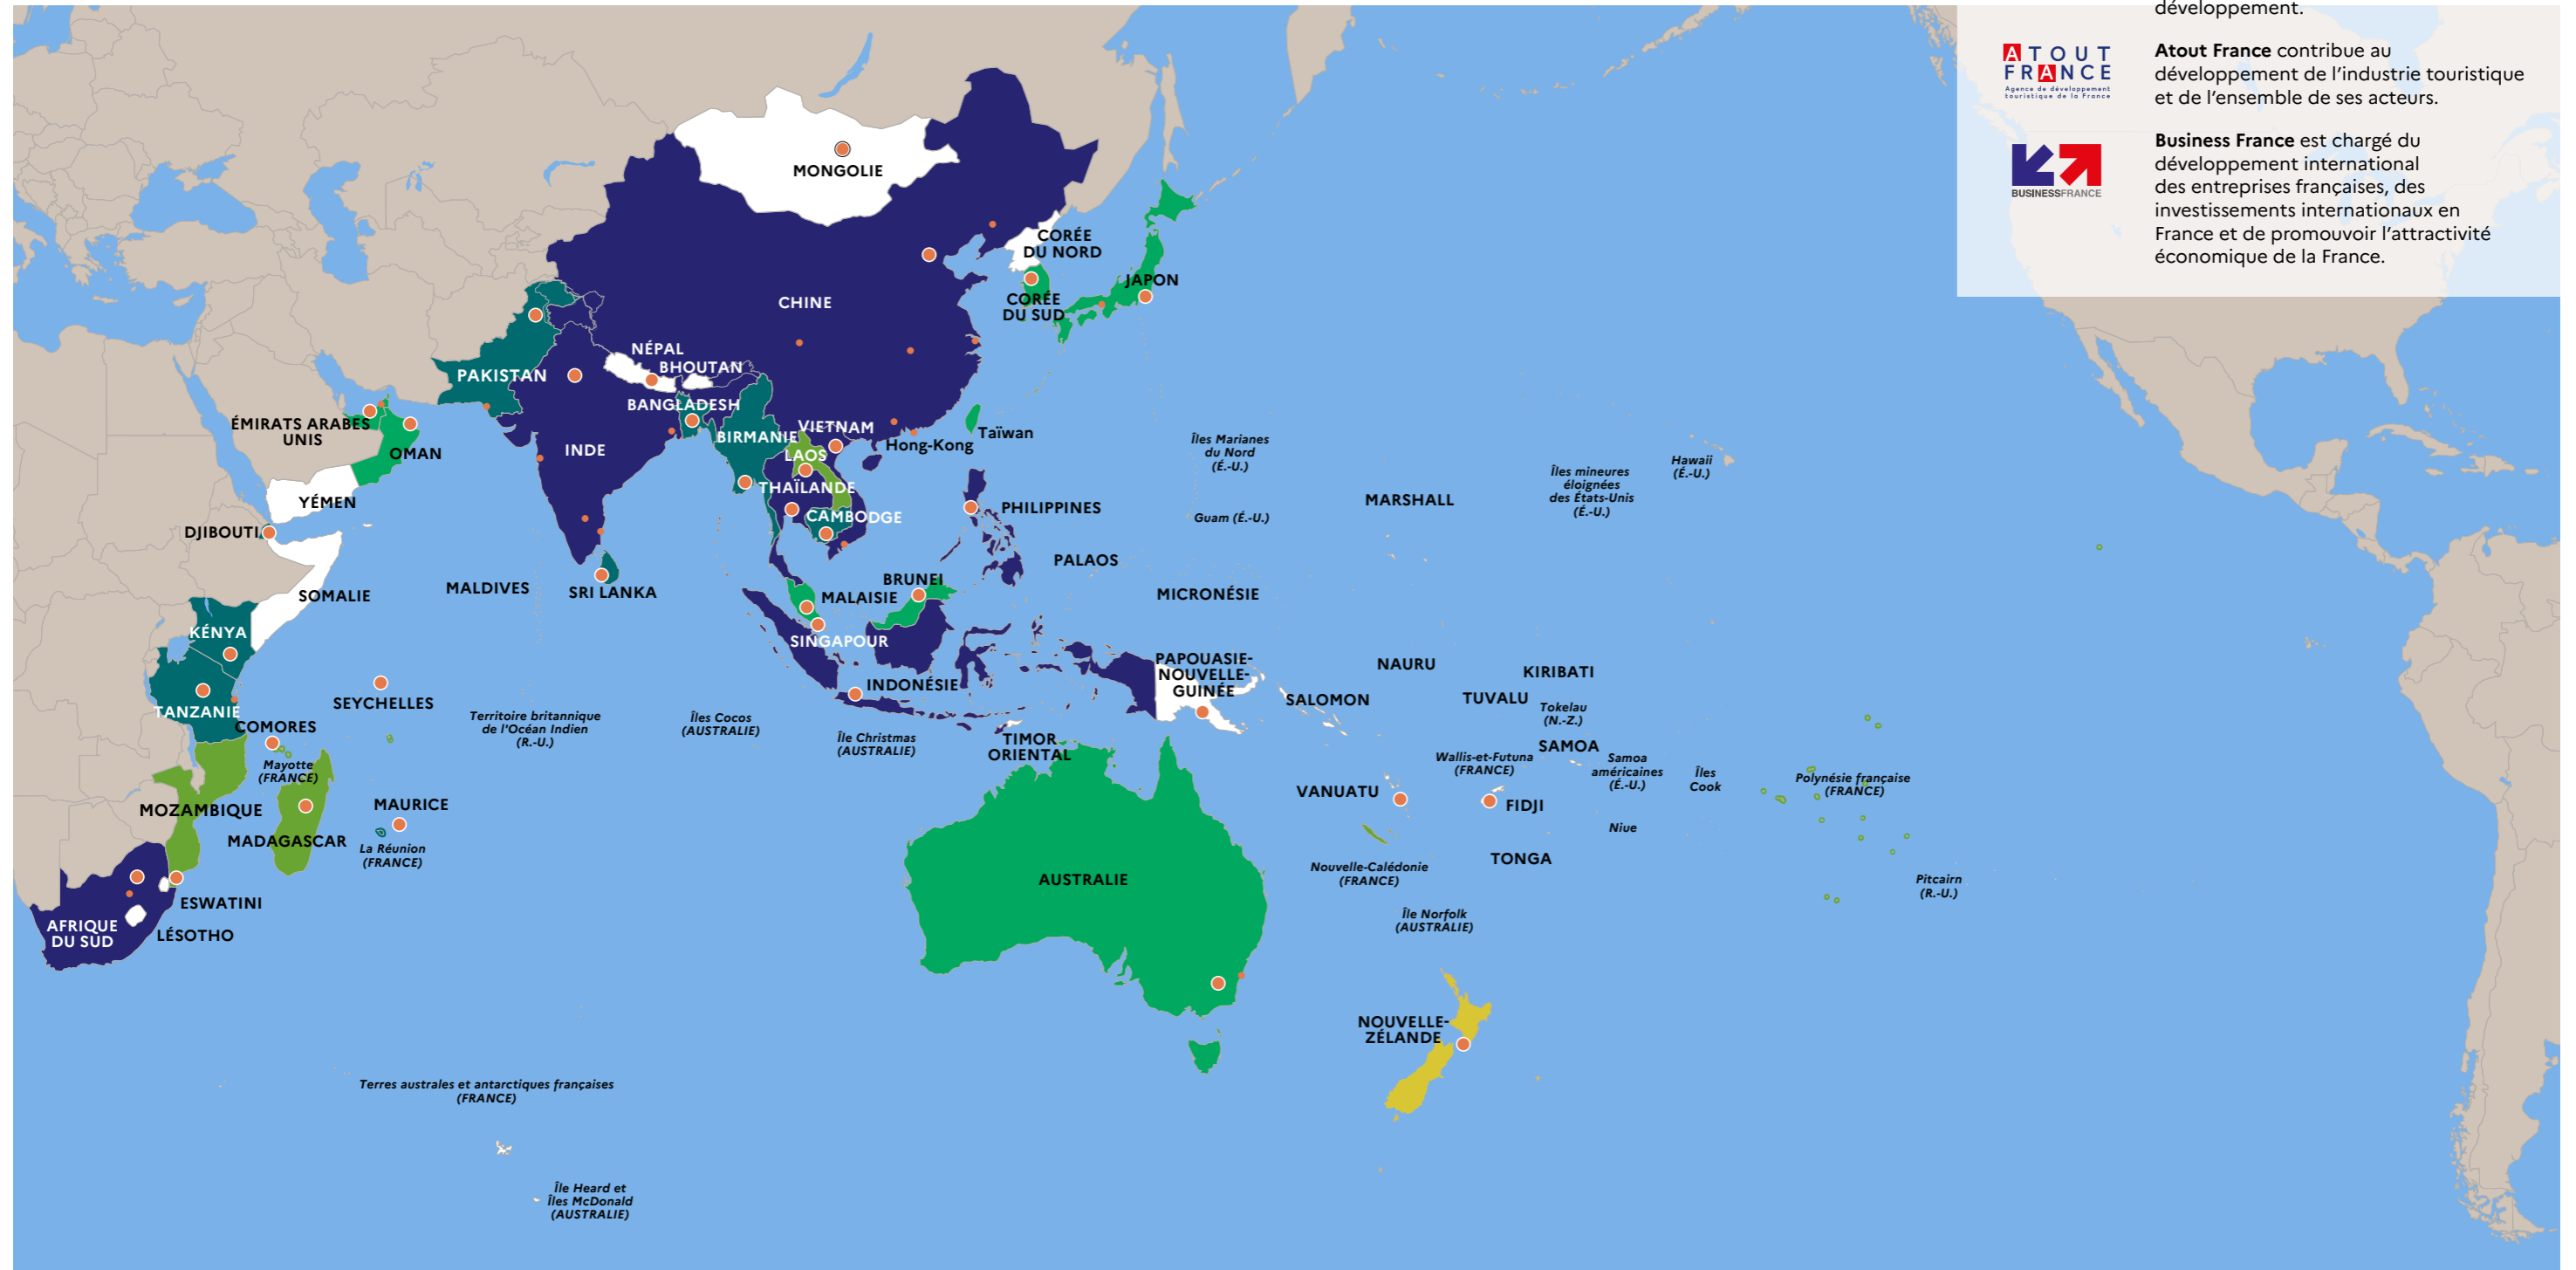 développement.
ATOUT
FRANCE
Agence de développement
touristique de la France
Atout France contribue au
développement de l'industrie touristique
et de l'ensemble de ses acteurs.
BUSINESSFRANCE
Business France est chargé du
développement international
des entreprises françaises, des
investissements internationaux en
France et de promouvoir l'attractivité
économique de la France.
MONGOLIE
CORÉE
DU NORD
JAPON
CORÉE
DU SUD
CHINE
NÉPAL
BHOUTAN
PAKISTAN
BANGLADESH
ÉMIRATS ARABES
UNIS
OMAN
INDE
BIRMANIE
VIETNAM
LAOS
Hong-Kong
Taïwan
THAÏLANDE
CAMBODGE
PHILIPPINES
YÉMEN
DJIBOUTI
SOMALIE
MALDIVES
SRI LANKA
BRUNEI
MALAISIE
SINGAPOUR
INDONÉSIE
PALAOS
MICRONÉSIE
Îles Marianes
du Nord
(É.-U.)
Guam (É.-U.)
MARSHALL
Îles mineures
éloignées
des États-Unis
(É.-U.)
Hawaii
(É.-U.)
KÉNYA
TANZANIE
SEYCHELLES
COMORES
Mayotte
(FRANCE)
MOZAMBIQUE
MADAGASCAR
MAURICE
La Réunion
(FRANCE)
ESWATINI
LÉSOTHO
AFRIQUE
DU SUD
Territoire britannique
de l'Océan Indien
(R.-U.)
Îles Cocos
(AUSTRALIE)
Île Christmas
(AUSTRALIE)
TIMOR
ORIENTAL
PAPOUASIE-
NOUVELLE-
GUINÉE
SALOMON
NAURU
KIRIBATI
TUVALU
Tokelau
(N.-Z.)
SAMOA
Wallis-et-Futuna
(FRANCE)
Samoa
américaines
(É.-U.)
Îles
Cook
Polynésie française
(FRANCE)
VANUATU
FIDJI
Niue
TONGA
Nouvelle-Calédonie
(FRANCE)
Pitcairn
(R.-U.)
Île Norfolk
(AUSTRALIE)
AUSTRALIE
NOUVELLE-
ZÉLANDE
Terres australes et antarctiques françaises
(FRANCE)
Île Heard et
Îles McDonald
(AUSTRALIE)